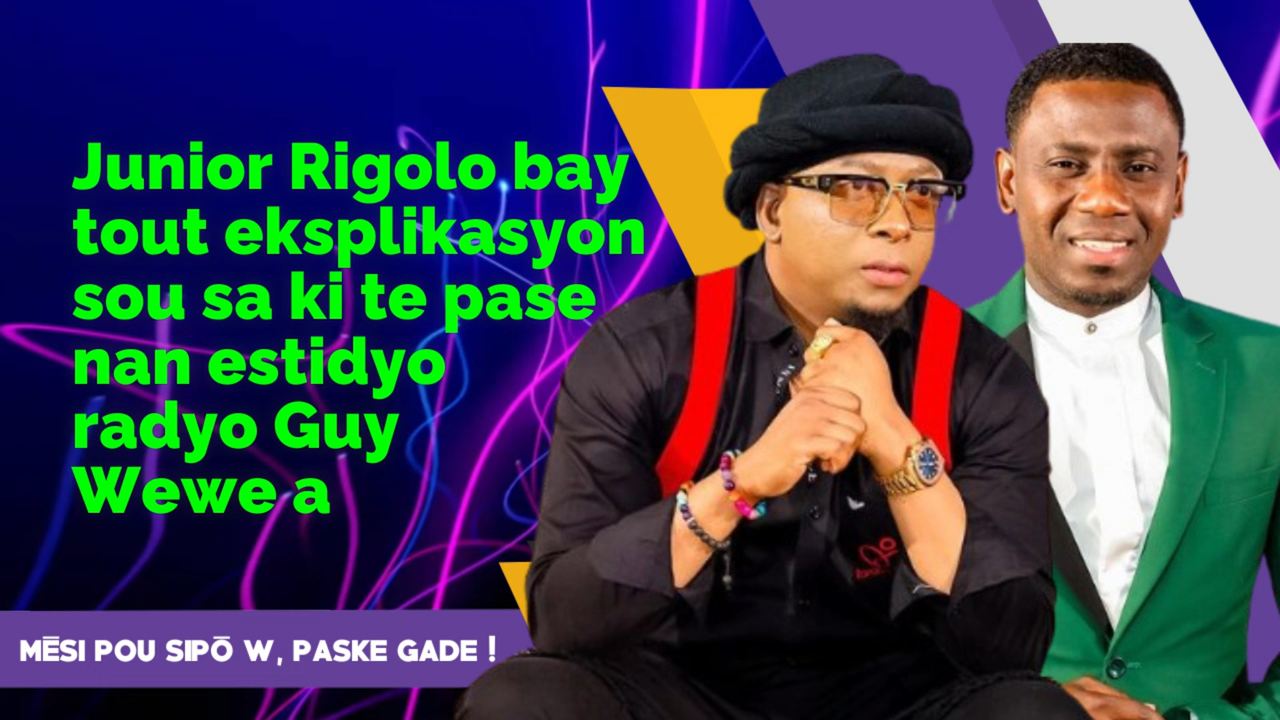 Junior Rigolo bay
tout eksplikasyon
sou sa ki te pase
nan estidyo
radyo Guy
Wewe a
MĒSI POU SIPŌ W, PASKE GADE !